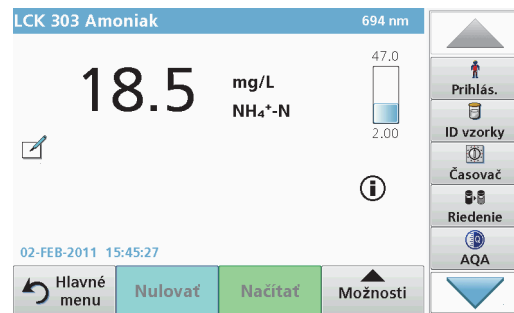 LCK 303 Amoniak 694 nm
47.0
18.5 mg/L
NH₄⁺-N
2.00
02-FEB-2011 15:45:27
Hlavné
menu
Nulovať
Načítať
Možnosti
Prihlás.
ID vzorky
Časovač
Riedenie
AQA